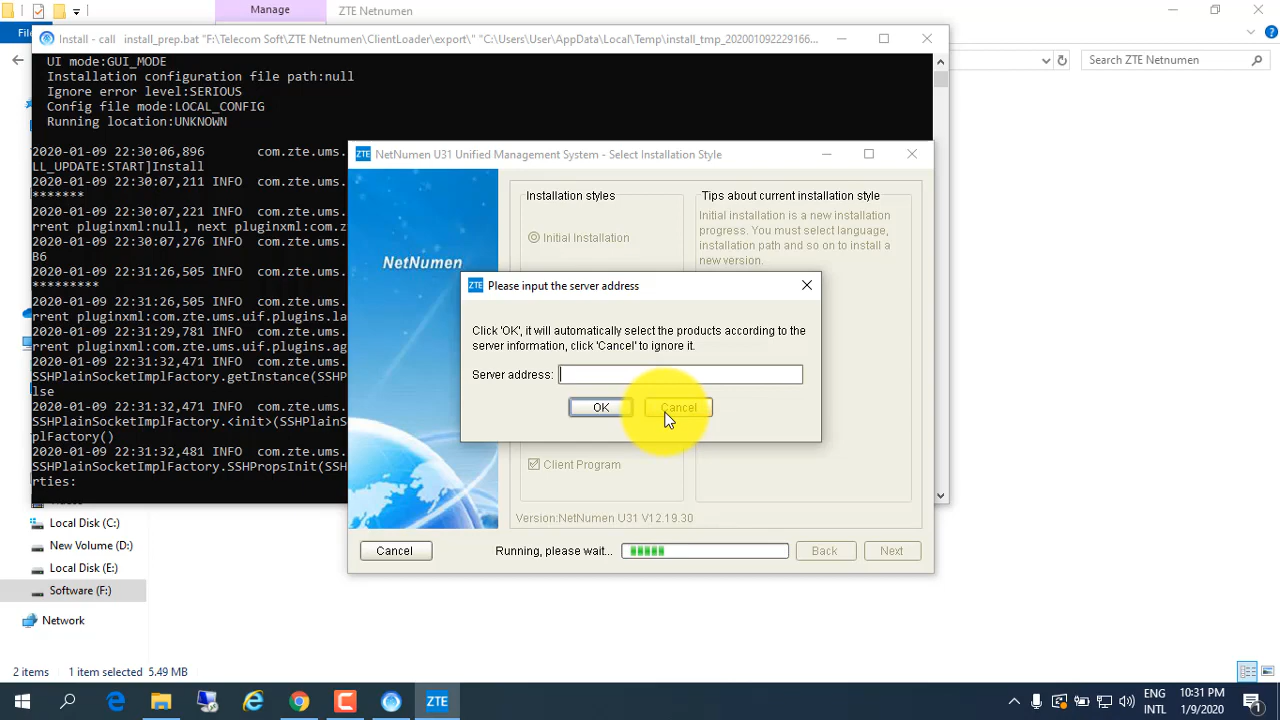 Manage
ZTE Netnumen
Fil
Install - call install_prep.bat "F:\Telecom Soft\ZTE Netnumen\ClientLoader\export\" "C:\Users\User\AppData\Local\Temp\install_tmp_202001092229166...
Search ZTE Netnumen
UI mode:GUI_MODE
Installation configuration file path:null
Ignore error level:SERIOUS
Config file mode:LOCAL_CONFIG
Running location:UNKNOWN
2020-01-09 22:30:06,896 com.zte.ums.
LL_UPDATE:START]Install
2020-01-09 22:30:07,211 INFO com.zte.ums.
*******
2020-01-09 22:30:07,221 INFO com.zte.ums.
rrent pluginxml:null, next pluginxml:com.z
2020-01-09 22:30:07,276 INFO com.zte.ums.
B6
2020-01-09 22:31:26,505 INFO com.zte.ums.
*********
2020-01-09 22:31:26,505 INFO com.zte.ums.
rrent pluginxml:com.zte.ums.uif.plugins.la
2020-01-09 22:31:29,781 INFO com.zte.ums.
rrent pluginxml:com.zte.ums.uif.plugins.ag
2020-01-09 22:31:32,471 INFO com.zte.ums.
SSHPlainSocketImplFactory.getInstance(SSHP
lse
2020-01-09 22:31:32,471 INFO com.zte.ums.
SSHPlainSocketImplFactory.<init>(SSHPlainS
plFactory()
2020-01-09 22:31:32,481 INFO com.zte.ums.
SSHPlainSocketImplFactory.SSHPropsInit(SSH
rties:
ZTE NetNumen U31 Unified Management System - Select Installation Style
NetNumen
Installation styles
Initial Installation
Client Program
Tips about current installation style
Initial installation is a new installation
progress. You must select language,
installation path and so on to install a
new version.
ZTE Please input the server address
Click 'OK', it will automatically select the products according to the
server information, click 'Cancel' to ignore it.
Server address:
OK
Cancel
Version:NetNumen U31 V12.19.30
Cancel
Running, please wait...
Back
Next
Local Disk (C:)
New Volume (D:)
Local Disk (E:)
Software (F:)
Network
2 items 1 item selected 5.49 MB
ZTE
ENG
INTL
10:31 PM
1/9/2020
1